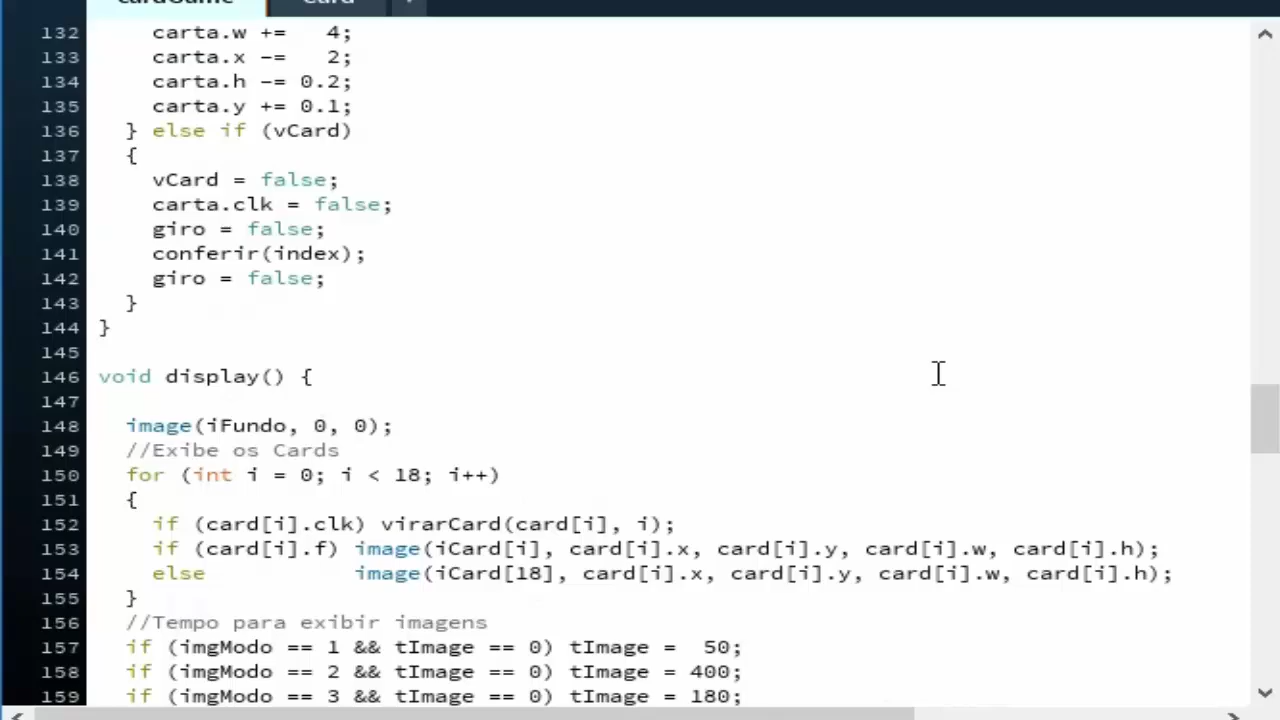 cardGame Card
132 carta.w += 4;
133 carta.x -= 2;
134 carta.h -= 0.2;
135 carta.y += 0.1;
136 } else if (vCard)
137 {
138 vCard = false;
139 carta.clk = false;
140 giro = false;
141 conferir(index);
142 giro = false;
143 }
144 }
145
146 void display() {
147
148 image(iFundo, 0, 0);
149 //Exibe os Cards
150 for (int i = 0; i < 18; i++)
151 {
152 if (card[i].clk) virarCard(card[i], i);
153 if (card[i].f) image(iCard[i], card[i].x, card[i].y, card[i].w, card[i].h);
154 else image(iCard[18], card[i].x, card[i].y, card[i].w, card[i].h);
155 }
156 //Tempo para exibir imagens
157 if (imgModo == 1 && tImage == 0) tImage = 50;
158 if (imgModo == 2 && tImage == 0) tImage = 400;
159 if (imgModo == 3 && tImage == 0) tImage = 180;